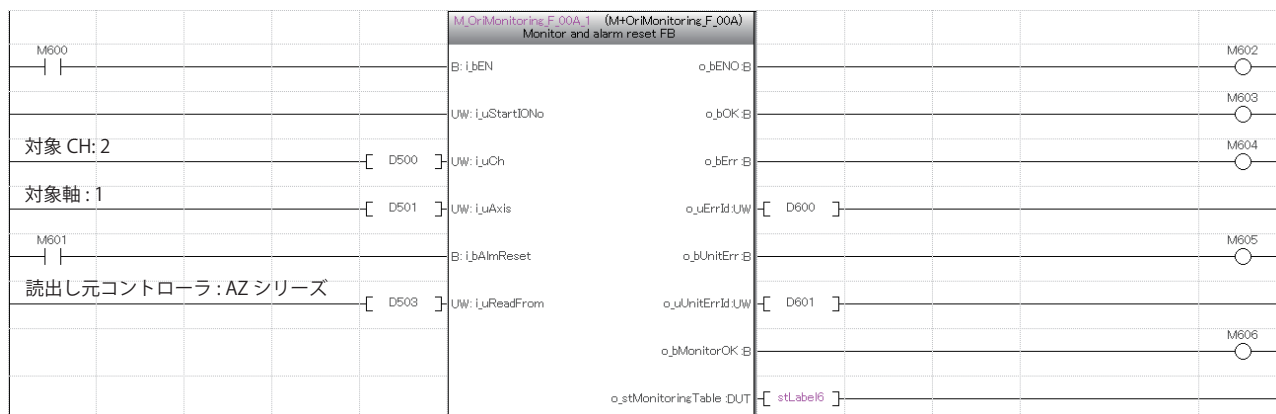 M_OriMonitoring_F_00A_1 (M+OriMonitoring_F_00A)
Monitor and alarm reset FB
M600
B: i_bEN
o_bENO:B
M602
UW: i_uStartIONo
o_bOK:B
M603
対象 CH: 2
D500
UW: i_uCh
o_bErr:B
M604
対象軸 : 1
D501
UW: i_uAxis
o_uErrId:UW
D600
M601
B: i_bAlmReset
o_bUnitErr:B
M605
読出し元コントローラ : AZ シリーズ
D503
UW: i_uReadFrom
o_uUnitErrId:UW
D601
o_bMonitorOK:B
M606
o_stMonitoringTable :DUT
stLabel6